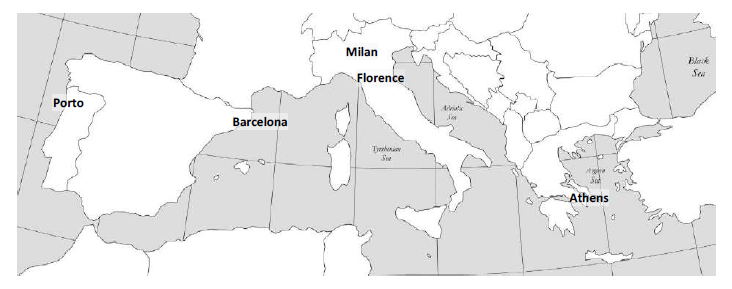 Milan
Black
Sea
Florence
Porto
Adriatic
Sea
Barcelona
Tyrrhenian
Sea
Aegean
Sea
Athens